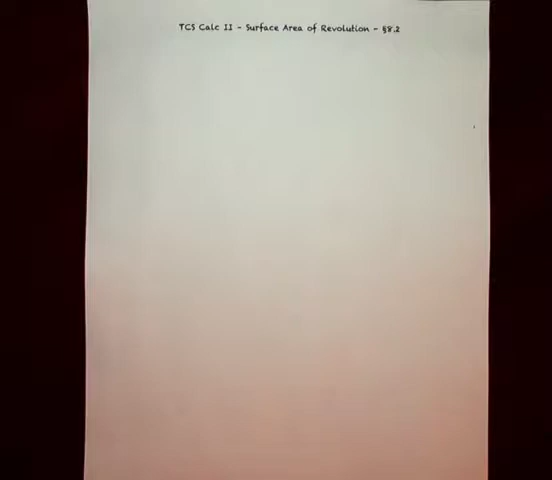 TCS Calc II - Surface Area of Revolution - §8.2